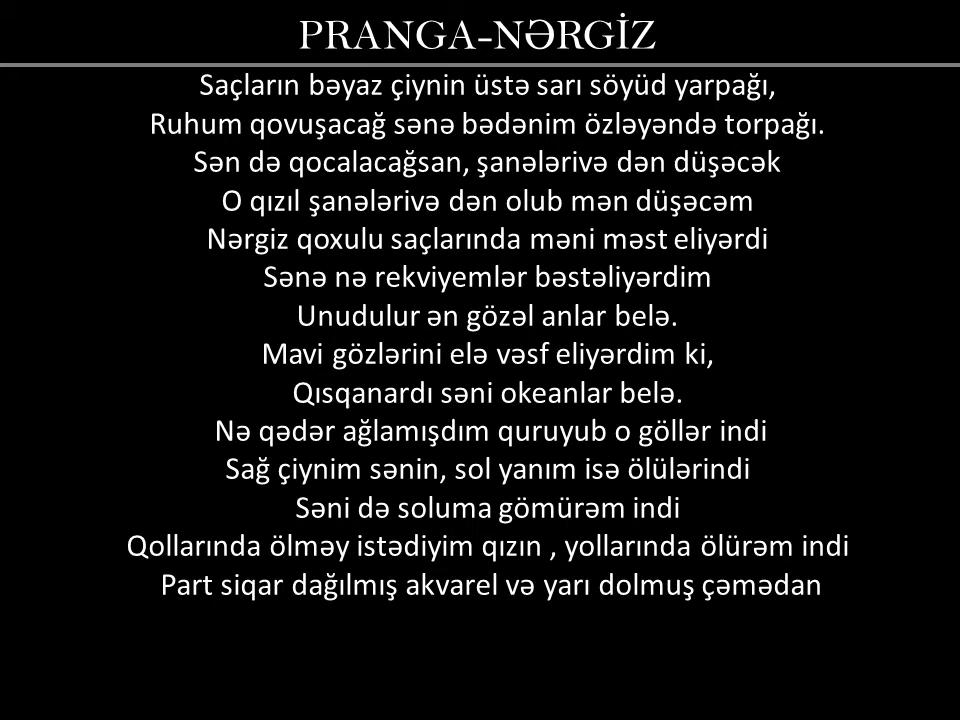 PRANGA-NƏRGİZ
Saçların bəyaz çiynin üstə sarı söyüd yarpağı,
Ruhum qovuşacağ sənə bədənim özləyəndə torpağı.
Sən də qocalacağsan, şanələrivə dən düşəcək
O qızıl şanələrivə dən olub mən düşəcəm
Nərgiz qoxulu saçlarında məni məst eliyərdi
Sənə nə rekviyemlər bəstəliyərdim
Unudulur ən gözəl anlar belə.
Mavi gözlərini elə vəsf eliyərdim ki,
Qısqanardı səni okeanlar belə.
Nə qədər ağlamışdım quruyub o göllər indi
Sağ çiynim sənin, sol yanım isə ölülərindi
Səni də soluma gömürəm indi
Qollarında ölməy istədiyim qızın , yollarında ölürəm indi
Part siqar dağılmış akvarel və yarı dolmuş çəmədan